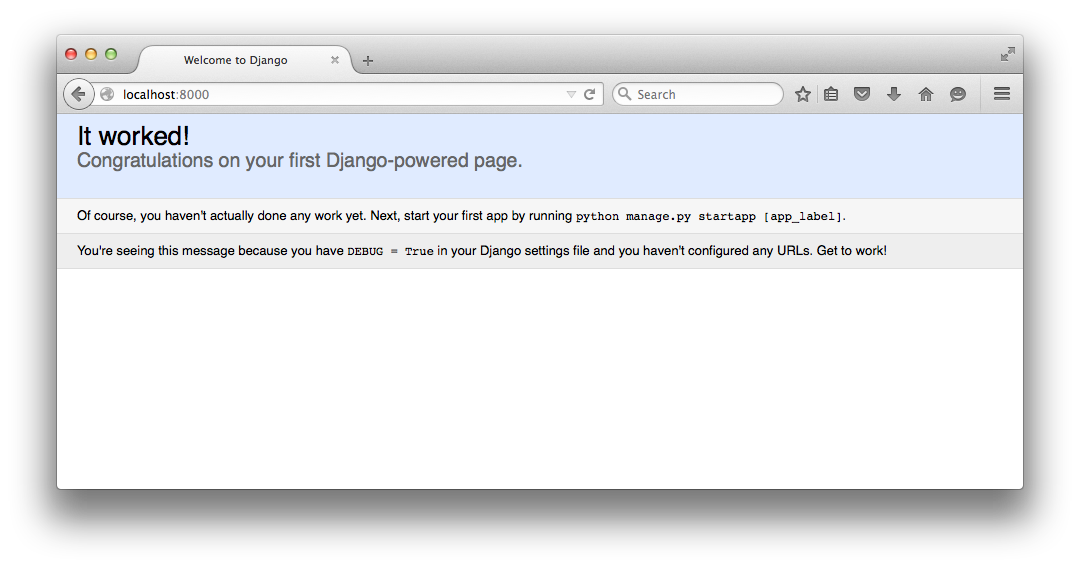 Welcome to Django
localhost:8000
Search
It worked!
Congratulations on your first Django-powered page.
Of course, you haven't actually done any work yet. Next, start your first app by running python manage.py startapp [app_label].
You're seeing this message because you have DEBUG = True in your Django settings file and you haven't configured any URLs. Get to work!